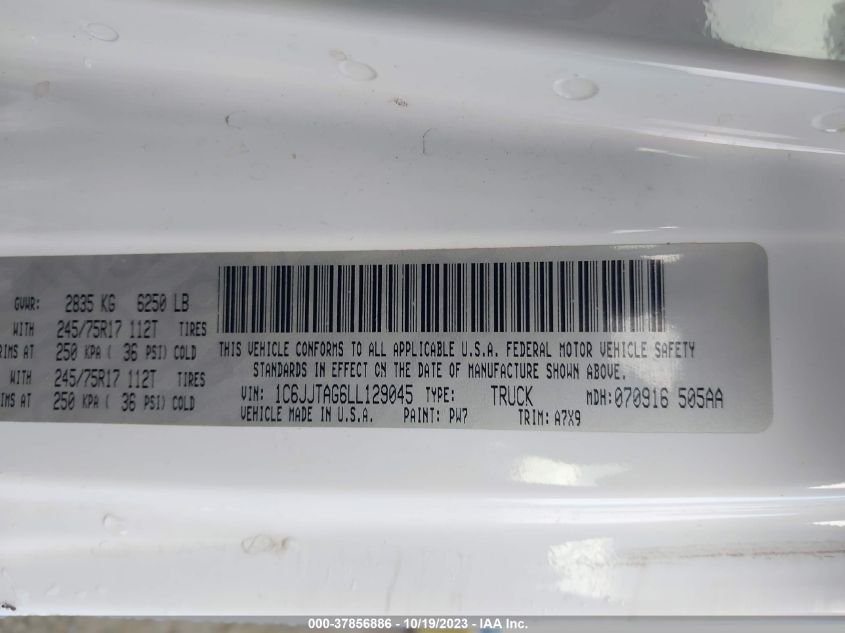 GVWR: 2835 KG 6250 LB
WITH 245/75R17 112T TIRES
RIMS AT 250 KPA ( 36 PSI) COLD
WITH 245/75R17 112T TIRES
RIMS AT 250 KPA ( 36 PSI) COLD
THIS VEHICLE CONFORMS TO ALL APPLICABLE U.S.A. FEDERAL MOTOR VEHICLE SAFETY
STANDARDS IN EFFECT ON THE DATE OF MANUFACTURE SHOWN ABOVE.
VIN: 1C6JJTAG6LL129045 TYPE: TRUCK MDH:070916 505AA
VEHICLE MADE IN U.S.A. PAINT: PW7 TRIM: A7X9
000-37856886 - 10/19/2023 - IAA Inc.